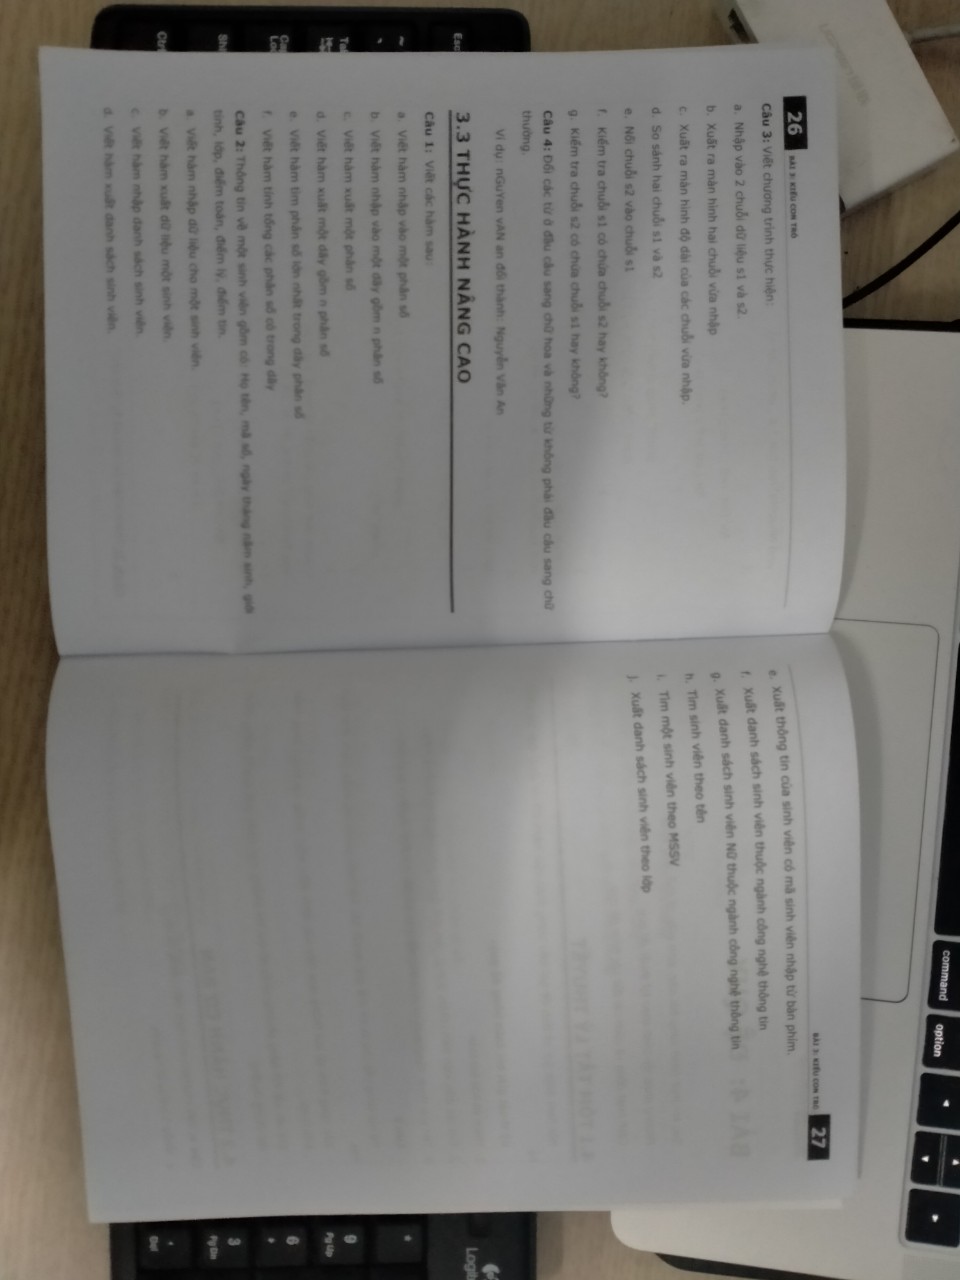 26 BÀI 3: KIỂU CON TRỎ
Câu 3: Viết chương trình thực hiện:
a. Nhập vào 2 chuỗi dữ liệu s1 và s2.
b. Xuất ra màn hình hai chuỗi vừa nhập
c. Xuất ra màn hình độ dài của các chuỗi vừa nhập.
d. So sánh hai chuỗi s1 và s2
e. Nối chuỗi s2 vào chuỗi s1
f. Kiểm tra chuỗi s1 có chứa chuỗi s2 hay không?
g. Kiểm tra chuỗi s2 có chứa chuỗi s1 hay không?
Câu 4: Đổi các từ ở đầu câu sang chữ hoa và những từ không phải đầu câu sang chữ
thường.
Ví dụ: nGuYen vAN an đổi thành: Nguyễn Văn An
3.3 THỰC HÀNH NÂNG CAO
Câu 1: Viết các hàm sau:
a. Viết hàm nhập vào một phân số
b. Viết hàm nhập vào một dãy gồm n phân số
c. Viết hàm xuất một phân số
d. Viết hàm xuất một dãy gồm n phân số
e. Viết hàm tìm phân số lớn nhất trong dãy phân số
f. Viết hàm tính tổng các phân số có trong dãy
Câu 2: Thông tin về một sinh viên gồm có: Họ tên, mã số, ngày tháng năm sinh, giới
tính, lớp, điểm toán, điểm lý, điểm tin.
a. Viết hàm nhập dữ liệu cho một sinh viên.
b. Viết hàm xuất dữ liệu một sinh viên.
c. Viết hàm nhập danh sách sinh viên.
d. Viết hàm xuất danh sách sinh viên.
BÀI 3: KIỂU CON TRỎ 27
e. Xuất thông tin của sinh viên có mã sinh viên nhập từ bàn phím.
f. Xuất danh sách sinh viên thuộc ngành công nghệ thông tin
g. Xuất danh sách sinh viên Nữ thuộc ngành công nghệ thông tin
h. Tìm sinh viên theo tên
i. Tìm một sinh viên theo MSSV
j. Xuất danh sách sinh viên theo lớp
command
option
Esc
9
Pg Up
6
3
Pg Dn
Del